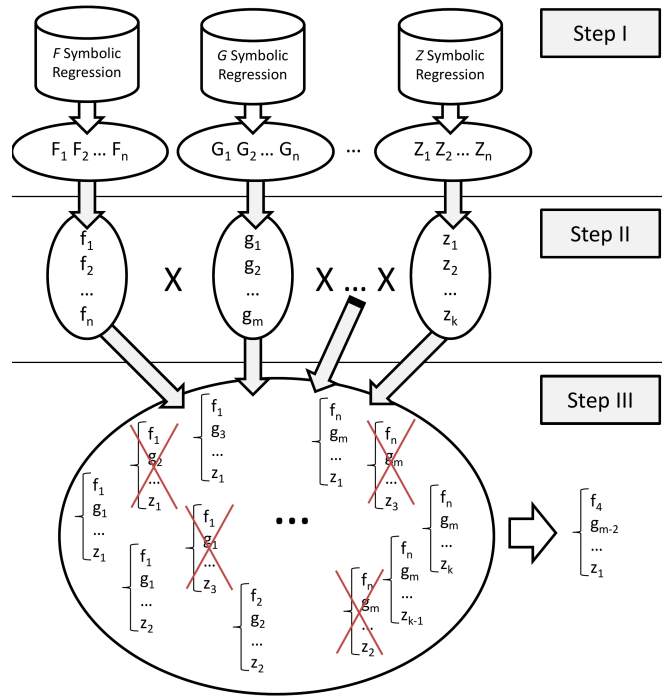 F Symbolic
Regression
G Symbolic
Regression
Z Symbolic
Regression
Step I
F₁ F₂ ... Fₙ
G₁ G₂ ... Gₙ
...
Z₁ Z₂ ... Zₙ
Step II
f₁
f₂
...
fₙ
X
g₁
g₂
...
gₘ
X ... X
z₁
z₂
...
zₖ
Step III
f₁
g₁
...
z₁
f₁
g₂
...
z₁
f₁
g₃
...
z₁
fₙ
gₘ
...
z₁
fₙ
gₘ
...
z₃
f₁
g₁
...
z₂
f₁
g₁
...
z₃
...
f₂
g₂
...
z₂
fₙ
gₘ
...
z₂
fₙ
gₘ
...
zₖ₋₁
fₙ
gₘ
...
zₖ
f₄
gₘ₋₂
...
z₁